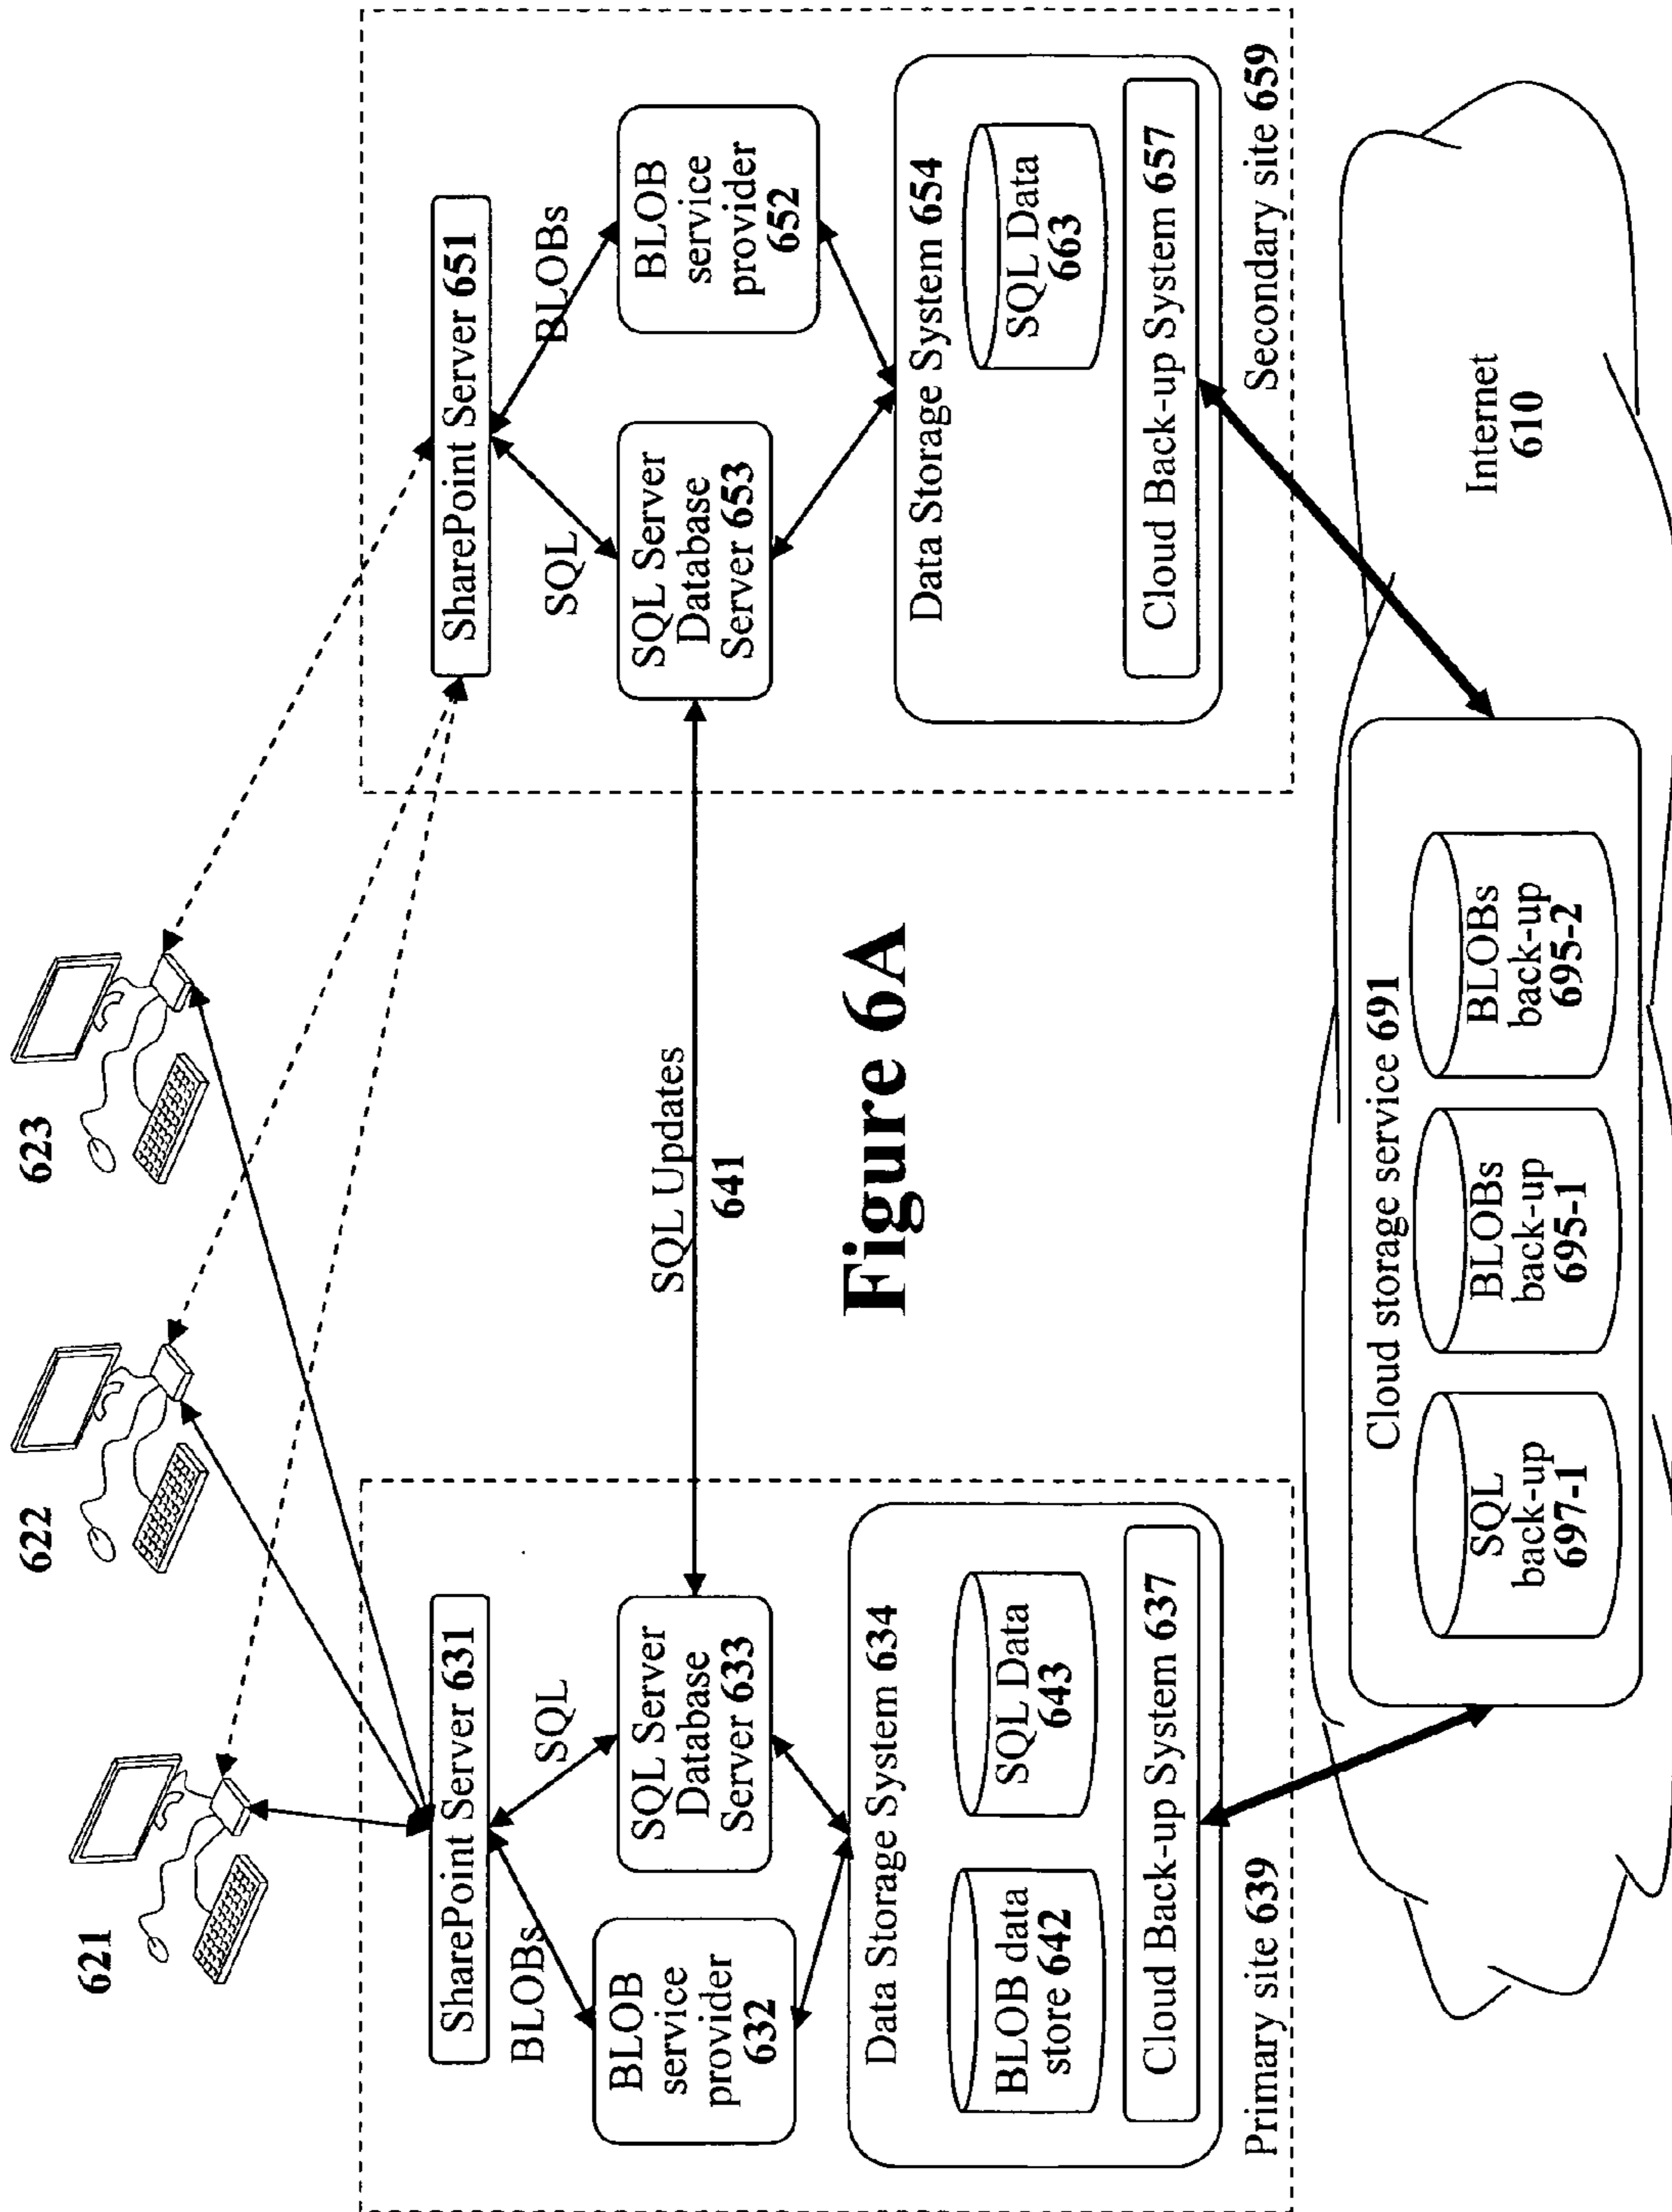 621
622
623
SharePoint Server 631
BLOBs
SQL
BLOB
service
provider
632
SQL Server
Database
Server 633
Data Storage System 634
BLOB data
store 642
SQL Data
643
Cloud Back-up System 637
Primary site 639
SQL Updates
641
SharePoint Server 651
SQL
BLOBs
SQL Server
Database
Server 653
BLOB
service
provider
652
Data Storage System 654
SQL Data
663
Cloud Back-up System 657
Secondary site 659
Figure 6A
Cloud storage service 691
SQL
back-up
697-1
BLOBs
back-up
695-1
BLOBs
back-up
695-2
Internet
610